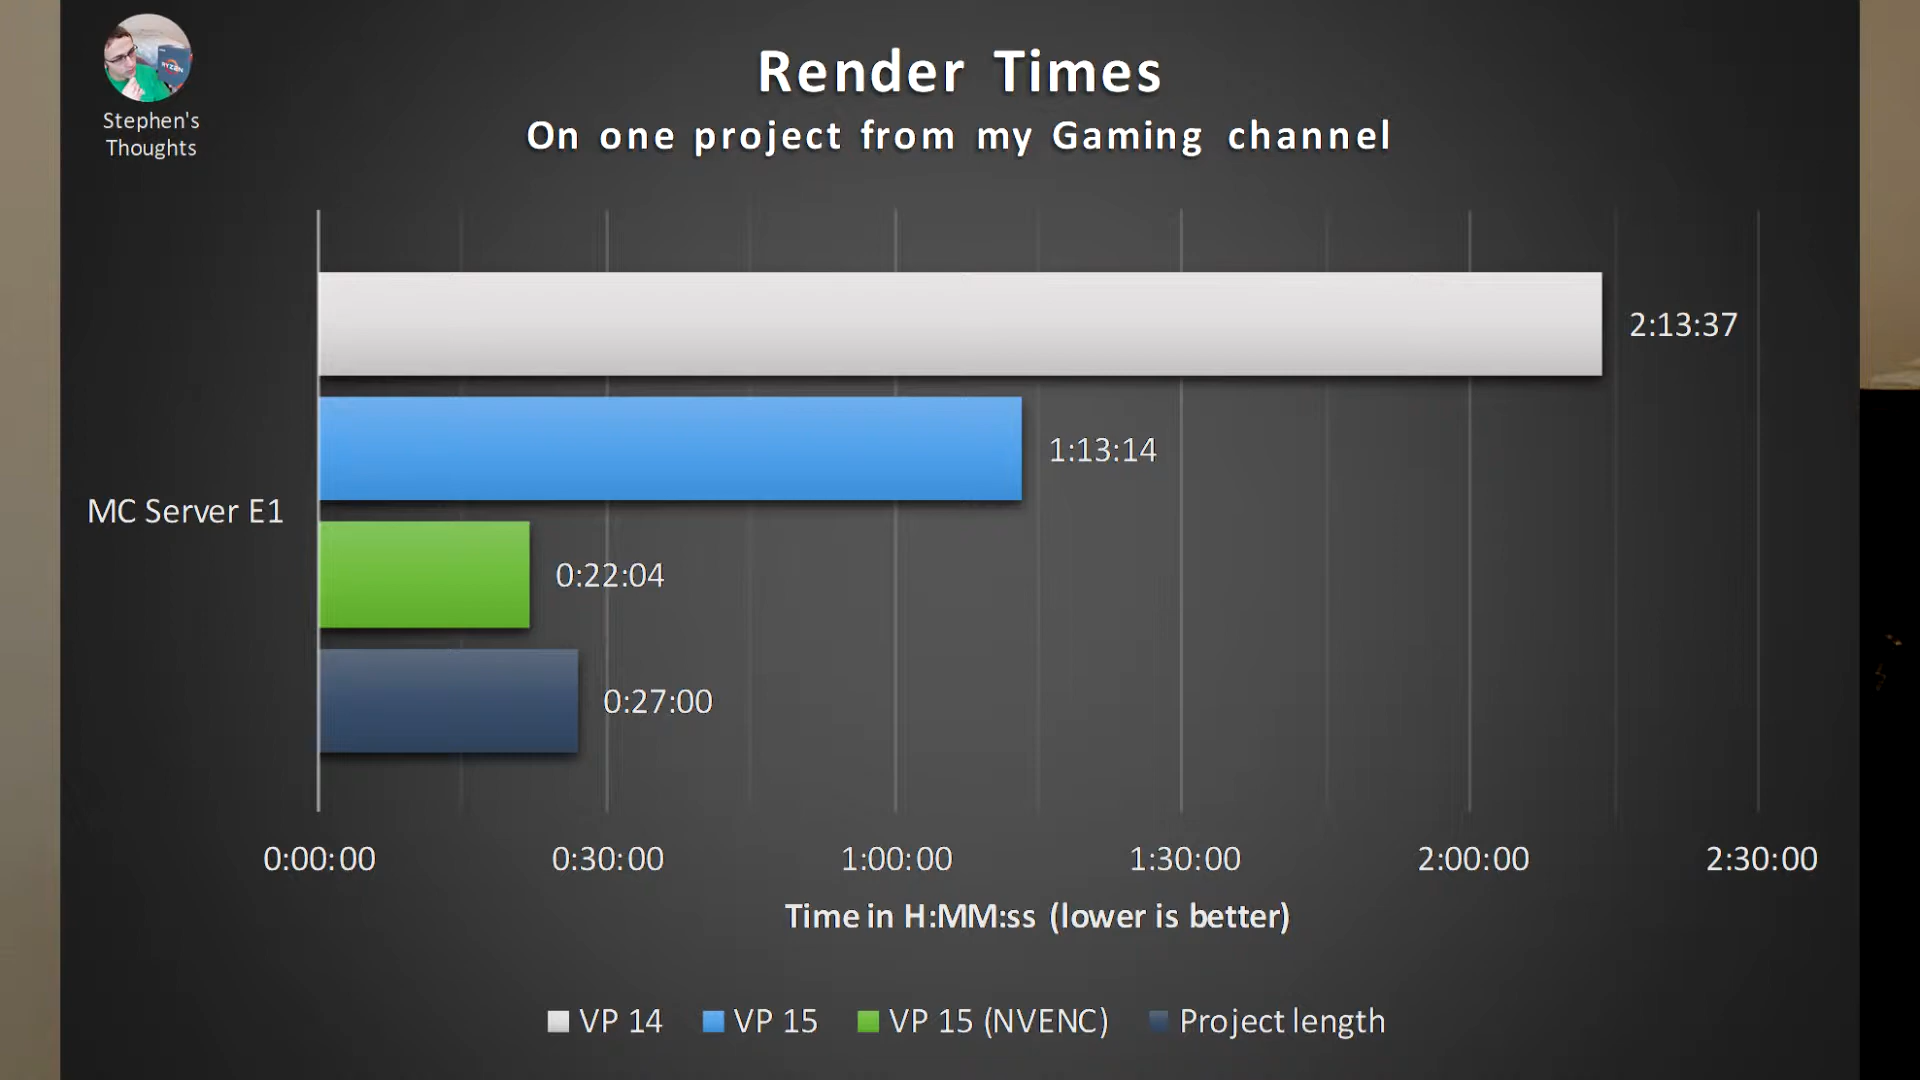 Render Times
On one project from my Gaming channel
RYZEN
Stephen's
Thoughts
2:13:37
1:13:14
MC Server E1
0:22:04
0:27:00
0:00:00 0:30:00 1:00:00 1:30:00 2:00:00 2:30:00
Time in H:MM:ss (lower is better)
VP 14 VP 15 VP 15 (NVENC) Project length